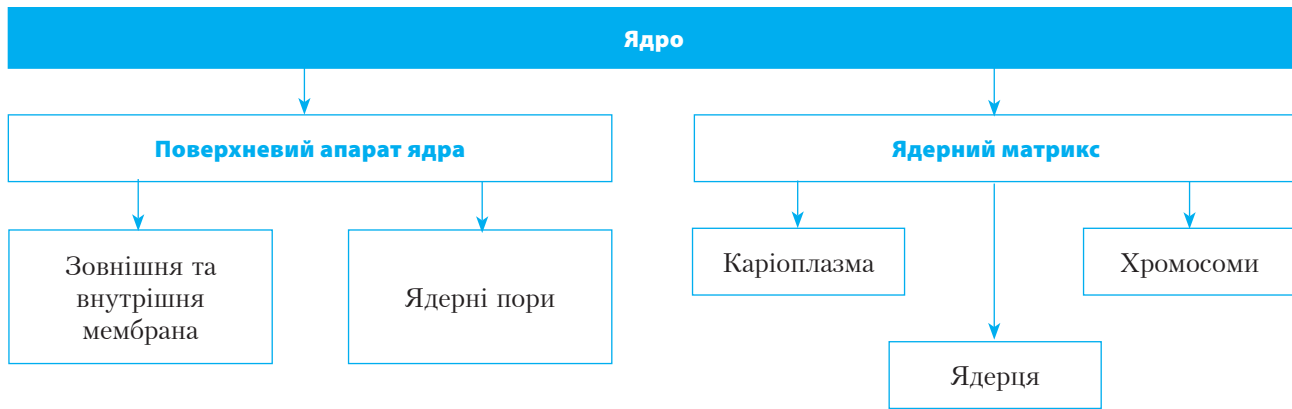 Ядро
Поверхневий апарат ядра
Ядерний матрикс
Зовнішня та
внутрішня
мембрана
Ядерні пори
Каріоплазма
Хромосоми
Ядерця